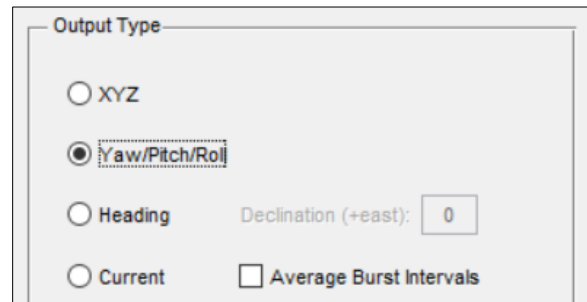 Output Type
XYZ
Yaw/Pitch/Roll
Heading Declination (+east): 0
Current Average Burst Intervals